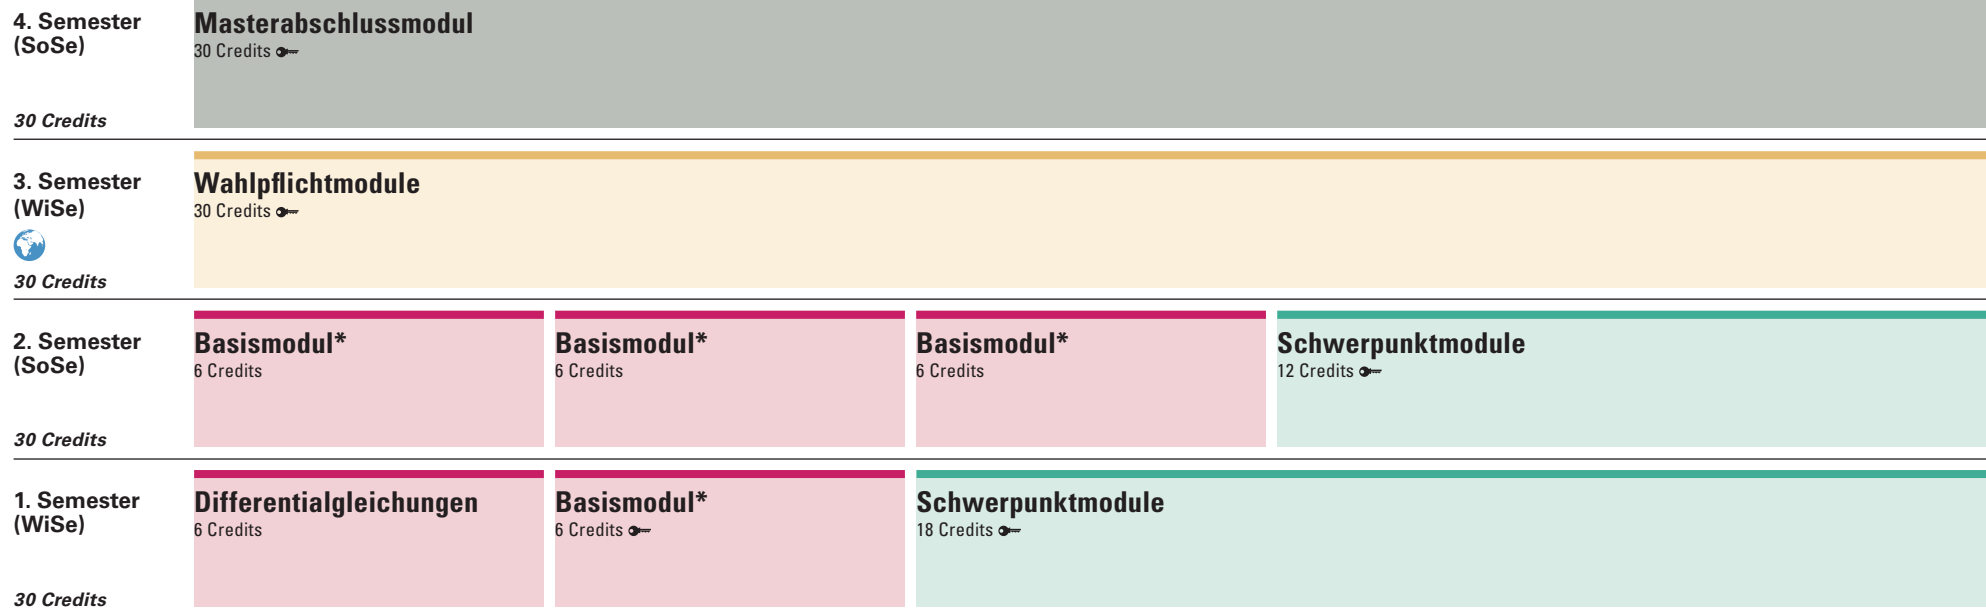 4. Semester
(SoSe)
30 Credits
Masterabschlussmodul
30 Credits
3. Semester
(WiSe)
30 Credits
Wahlpflichtmodule
30 Credits
2. Semester
(SoSe)
30 Credits
Basismodul*
6 Credits
Basismodul*
6 Credits
Basismodul*
6 Credits
Schwerpunktmodule
12 Credits
1. Semester
(WiSe)
30 Credits
Differentialgleichungen
6 Credits
Basismodul*
6 Credits
Schwerpunktmodule
18 Credits